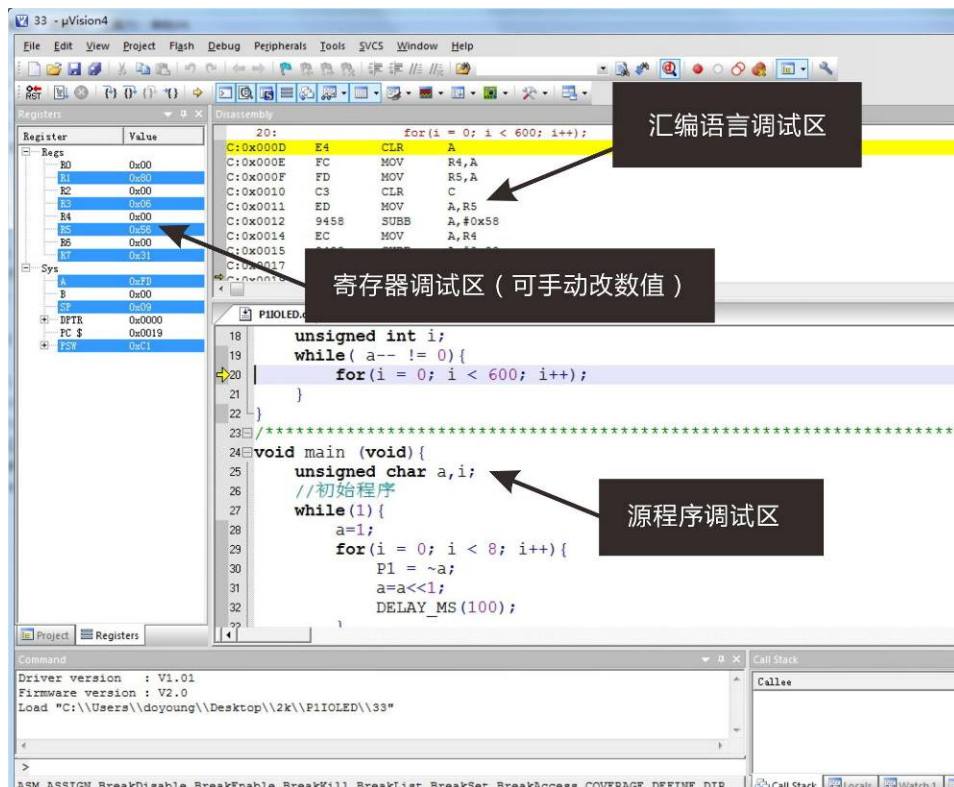 33 - µVision4
File Edit View Project Flash Debug Peripherals Tools SVCS Window Help
RST
Registers
Register Value
Regs
R0 0x00
R1 0x80
R2 0x00
R3 0x06
R4 0x00
R5 0x56
R6 0x00
R7 0x31
Sys
A 0xFD
B 0x00
SP 0x09
DPTR 0x0000
PC $ 0x0019
PSW 0xC1
Project Registers
Disassembly
20: for(i = 0; i < 600; i++);
C:0x000D E4 CLR A
C:0x000E FC MOV R4,A
C:0x000F FD MOV R5,A
C:0x0010 C3 CLR C
C:0x0011 ED MOV A,R5
C:0x0012 9458 SUBB A,#0x58
C:0x0014 EC MOV A,R4
C:0x0015
C:0x0017
汇编语言调试区
寄存器调试区（可手动改数值）
P1IOLED.
18 unsigned int i;
19 while( a-- != 0){
20 for(i = 0; i < 600; i++);
21 }
22 }
23 /**********************************************************************
24 void main (void){
25 unsigned char a,i;
26 //初始程序
27 while(1){
28 a=1;
29 for(i = 0; i < 8; i++){
30 P1 = ~a;
31 a=a<<1;
32 DELAY_MS(100);
}
源程序调试区
Command
Driver version : V1.01
Firmware version : V2.0
Load "C:\\Users\\doyoung\\Desktop\\2k\\P1IOLED\\33"
>
ASM ASSIGN BreakDisable BreakEnable BreakKill BreakList BreakSet BreakAccess COVERAGE DEFINE DIR
Call Stack
Callee
Call Stack Locals Watch 1